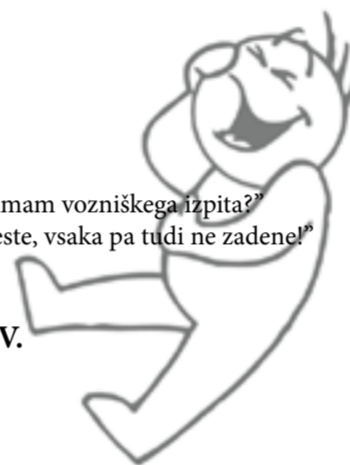 mam vozniškega izpita?”
este, vsaka pa tudi ne zadene!”
V.